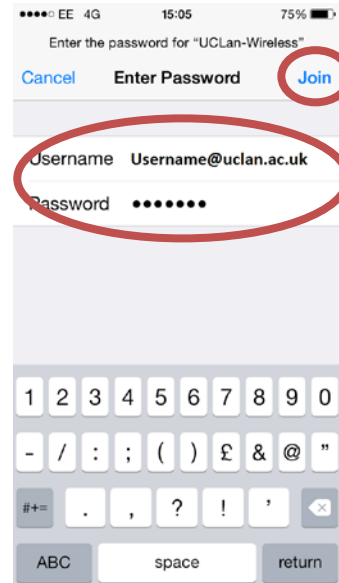 EE 4G 15:05 75%
Enter the password for "UCLan-Wireless"
Cancel Enter Password Join
Username Username@uclan.ac.uk
Password •••••••
1 2 3 4 5 6 7 8 9 0
- / : ; ( ) £ & @ "
#+= . , ? ! '
ABC space return